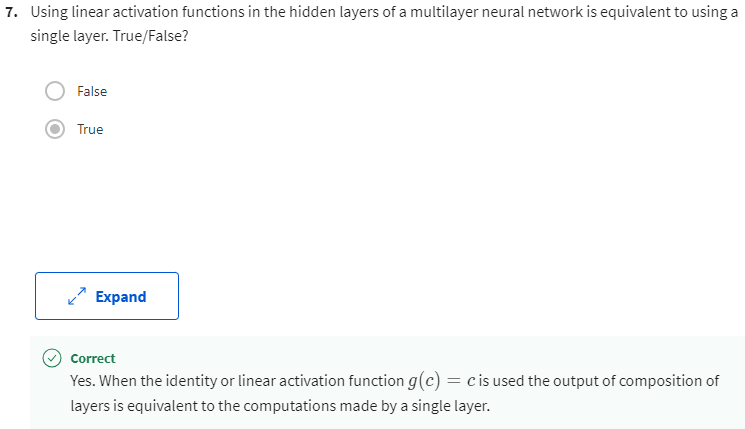 7. Using linear activation functions in the hidden layers of a multilayer neural network is equivalent to using a
single layer. True/False?
False
True
Expand
Correct
Yes. When the identity or linear activation function g(c) = c is used the output of composition of
layers is equivalent to the computations made by a single layer.